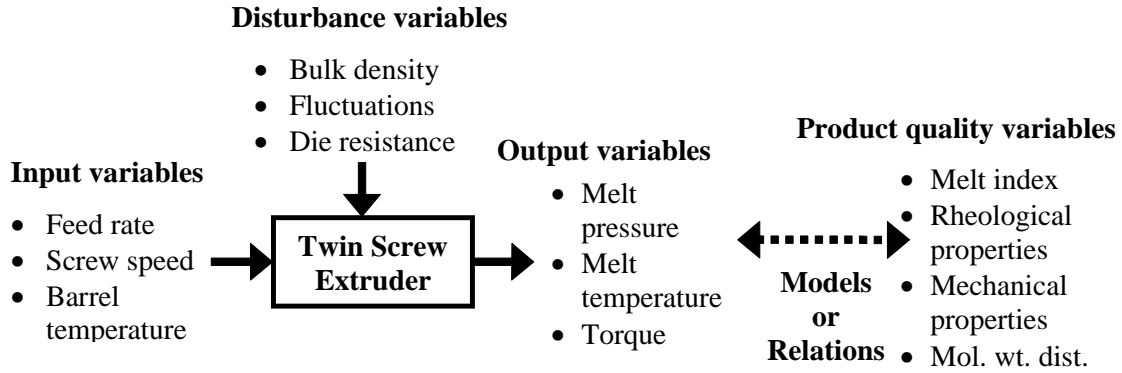 Disturbance variables
• Bulk density
• Fluctuations
• Die resistance
Input variables
• Feed rate
• Screw speed
• Barrel
temperature
Twin Screw
Extruder
Output variables
• Melt
pressure
• Melt
temperature
• Torque
Models
or
Relations
Product quality variables
• Melt index
• Rheological
properties
• Mechanical
properties
• Mol. wt. dist.